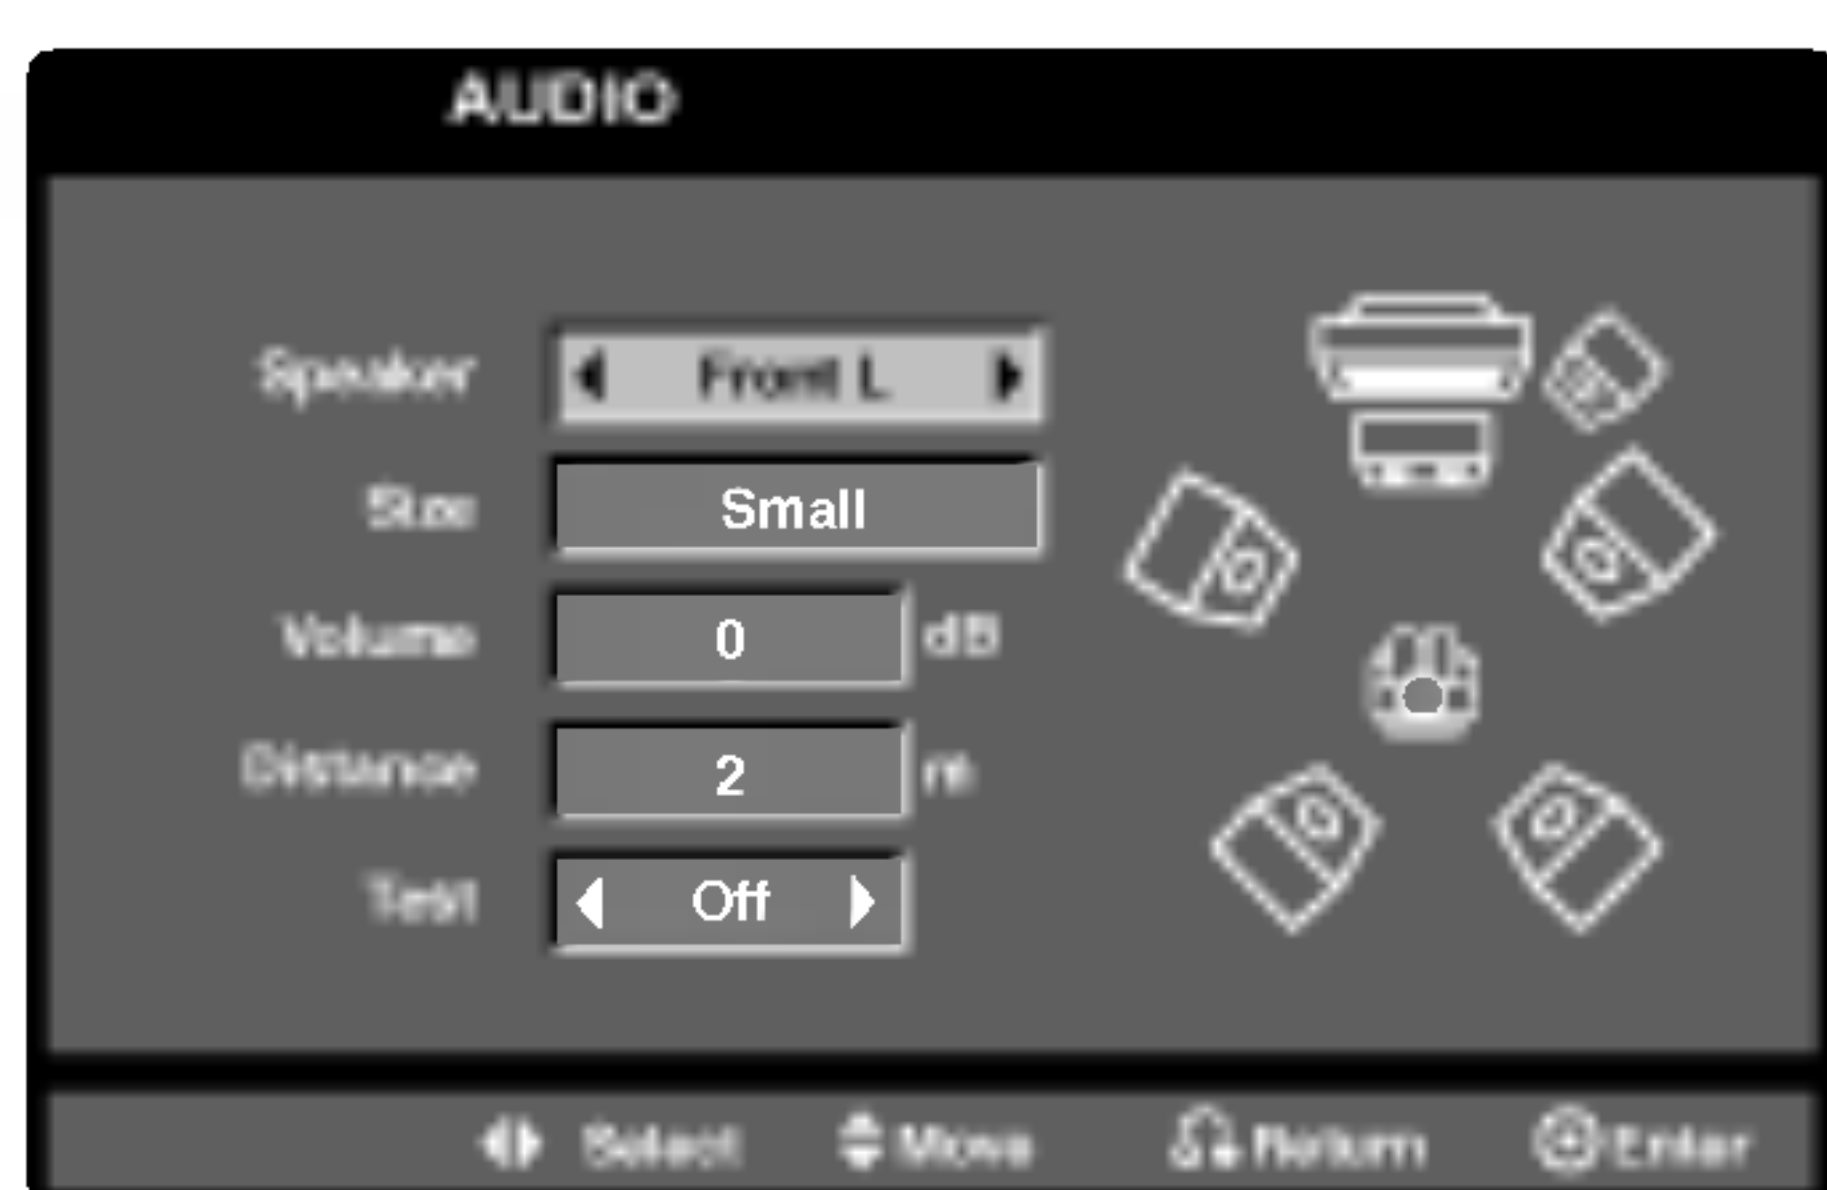 AUDIO
Speaker Front L
Size Small
Volume 0 dB
Distance 2 m
Test Off
Select Move Return Enter